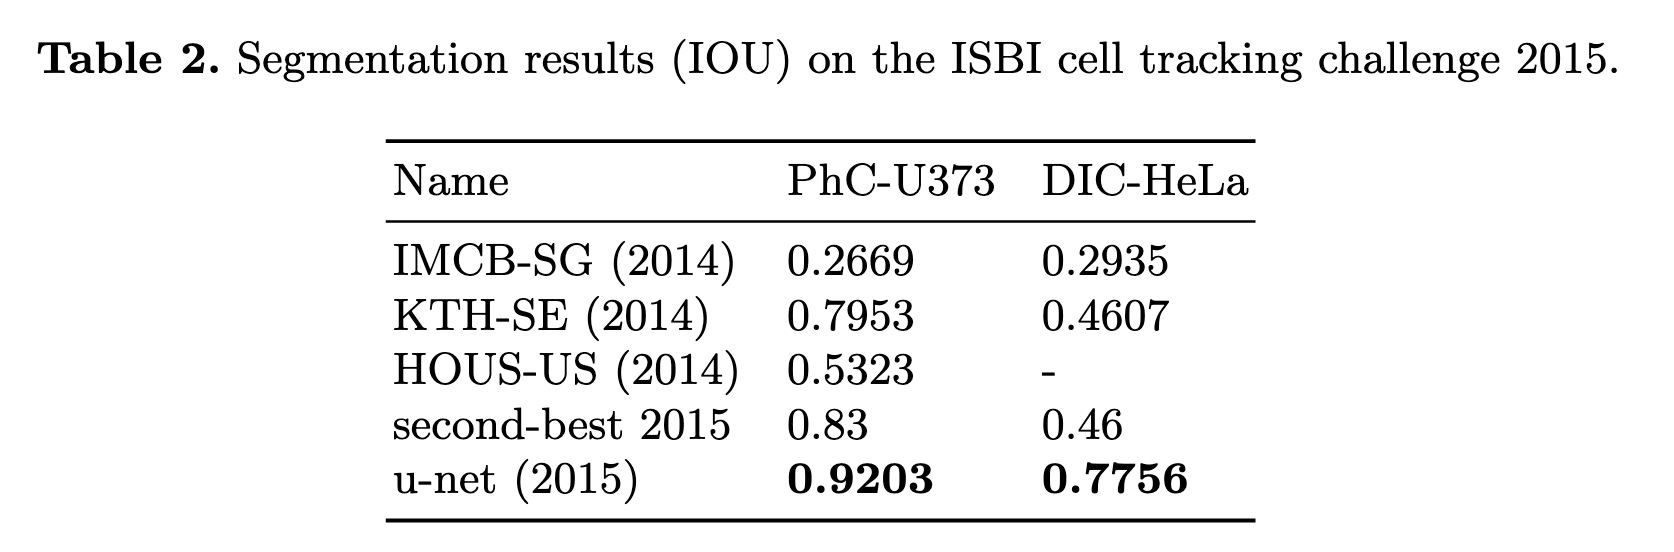 Table 2. Segmentation results (IOU) on the ISBI cell tracking challenge 2015.
Name PhC-U373 DIC-HeLa
IMCB-SG (2014) 0.2669 0.2935
KTH-SE (2014) 0.7953 0.4607
HOUS-US (2014) 0.5323 -
second-best 2015 0.83 0.46
u-net (2015) 0.9203 0.7756